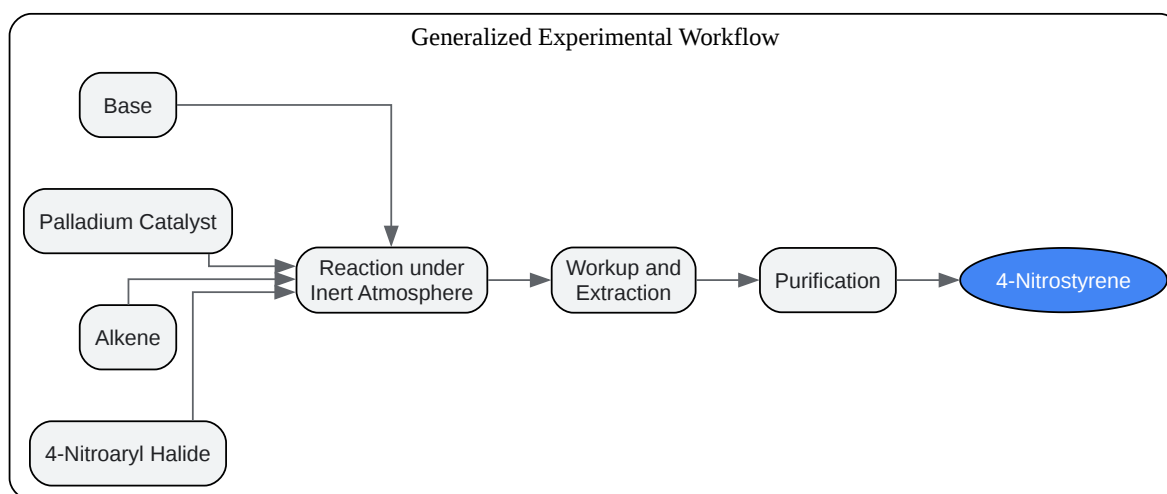 Generalized Experimental Workflow
Base
Palladium Catalyst
Alkene
4-Nitroaryl Halide
Reaction under
Inert Atmosphere
Workup and
Extraction
Purification
4-Nitrostyrene